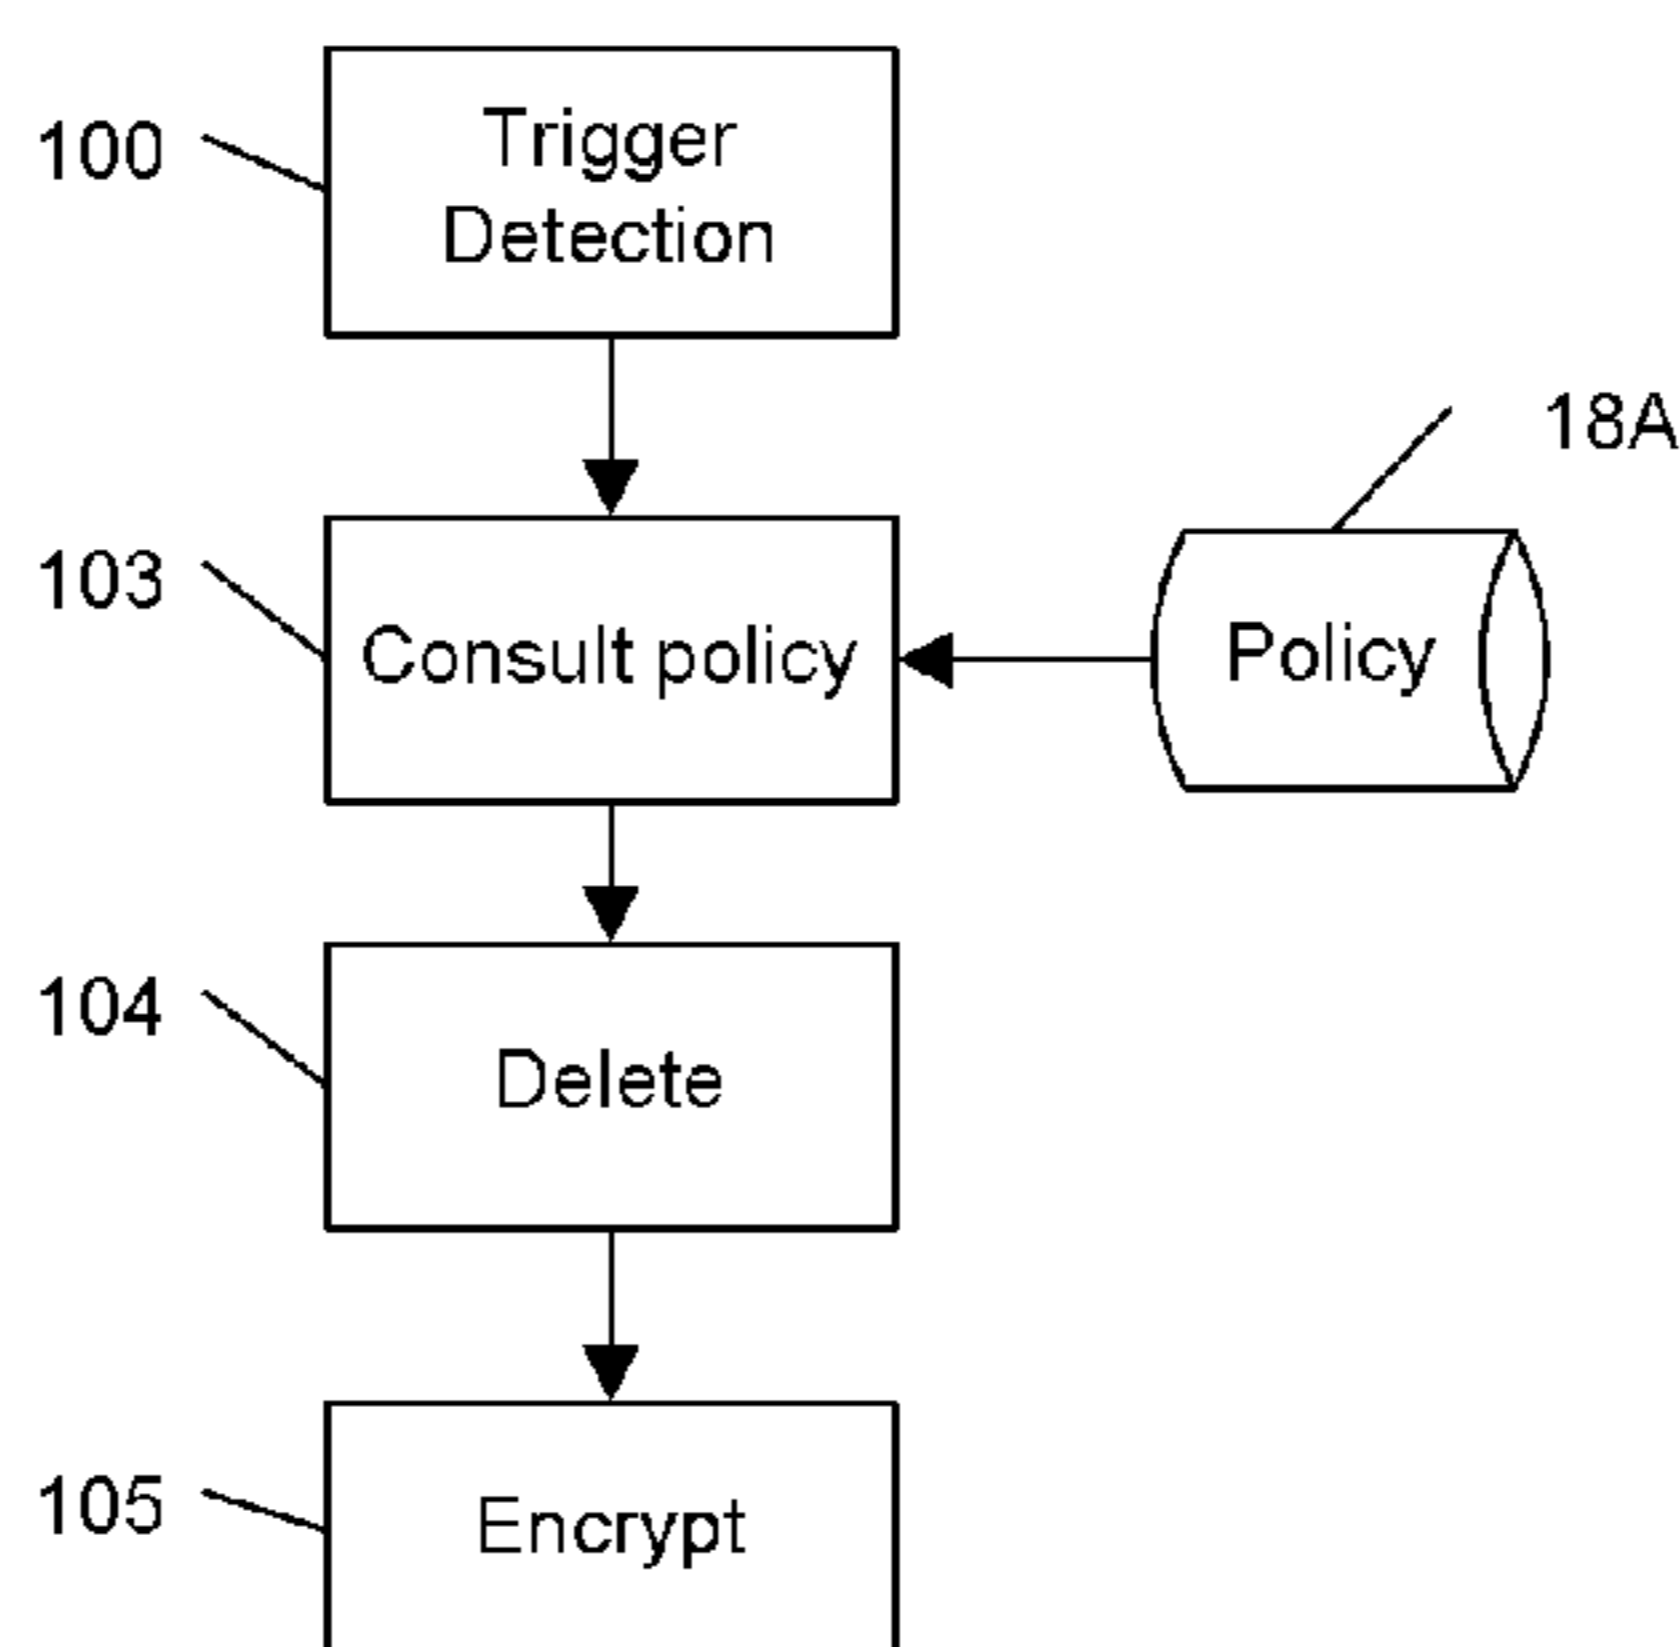 100
Trigger
Detection
18A
103
Consult policy
Policy
104
Delete
105
Encrypt